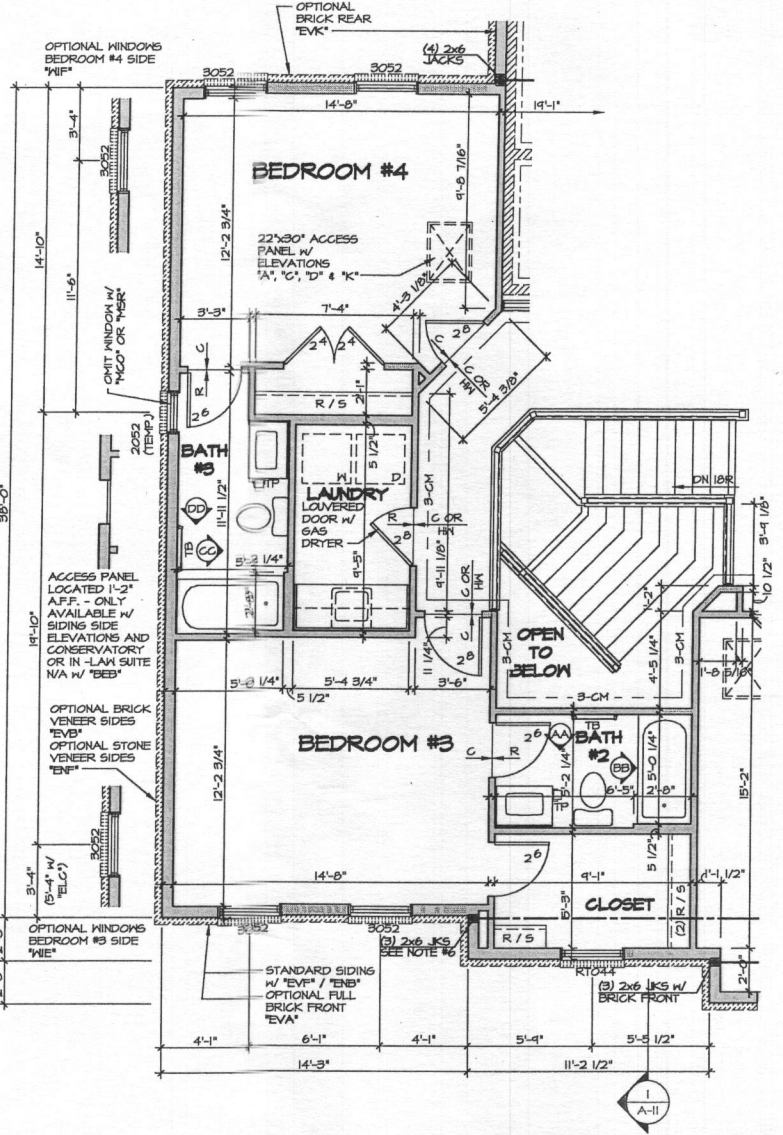 OPTIONAL
BRICK REAR
"EVK"
OPTIONAL WINDOWS
BEDROOM #4 SIDE
"WIF"
(4) 2x6
JACKS
3052
3052
14'-8"
19'-1"
3'-4"
3052
BEDROOM #4
9'-8 7/16"
12'-2 3/4"
14'-10"
11'-6"
22"x30" ACCESS
PANEL W/
ELEVATIONS
"A", "C", "D" & "K"
4'-3 1/8"
OMIT WINDOW W/
"MCO" OR "MSR"
3'-3"
7'-4"
2 4
2 4
2 8
C
C OR
HW
5'-4 3/8"
C
R
2 6
R / S
2'-1"
2052
(TEMP.)
BATH
#3
5 1/2"
W
D
TP
LAUNDRY
LOUVERED
DOOR W/
GAS
DRYER
R
C OR
HW
2 8
3-CM
DN 18R
DD
TB
CC
11'-11 1/2"
5'-2 1/4"
9'-5"
9'-11 1/8"
3'-9 1/8"
10 1/2"
38'-0"
ACCESS PANEL
LOCATED 1'-2"
A.F.F. - ONLY
AVAILABLE W/
SIDING SIDE
ELEVATIONS AND
CONSERVATORY
OR IN -LAW SUITE
N/A W/ "BEB"
19'-10"
C OR
HW
C
2 8
11 1/4"
3-CM
OPEN
TO
BELOW
4'-5 1/4"
1'-8 5/16"
3-CM
5'-4 3/4"
3'-6"
5 1/2"
OPTIONAL BRICK
VENEER SIDES
"EVB"
OPTIONAL STONE
VENEER SIDES
"ENF"
BEDROOM #3
12'-2 3/4"
C
R
2 6
AA
TB
BATH
#2
BB
5'-2 1/4"
5'-0 1/4"
TP
6'-5"
2'-8"
15'-2"
3052
3'-4"
(5'-4" W/
"ELC")
2 6
5 1/2"
14'-8"
9'-1"
1'-1 1/2"
CLOSET
5'-3"
R / S
(2) R / S
OPTIONAL WINDOWS
BEDROOM #3 SIDE
"WIE"
3052
3052
(3) 2x6 JKS
SEE NOTE #6
RT044
(3) 2x6 JKS W/
BRICK FRONT
2'-0"
STANDARD SIDING
W/ "EVF" / "ENB"
OPTIONAL FULL
BRICK FRONT
"EVA"
4'-1"
6'-1"
4'-1"
5'-9"
5'-5 1/2"
14'-3"
11'-2 1/2"
1
A-11